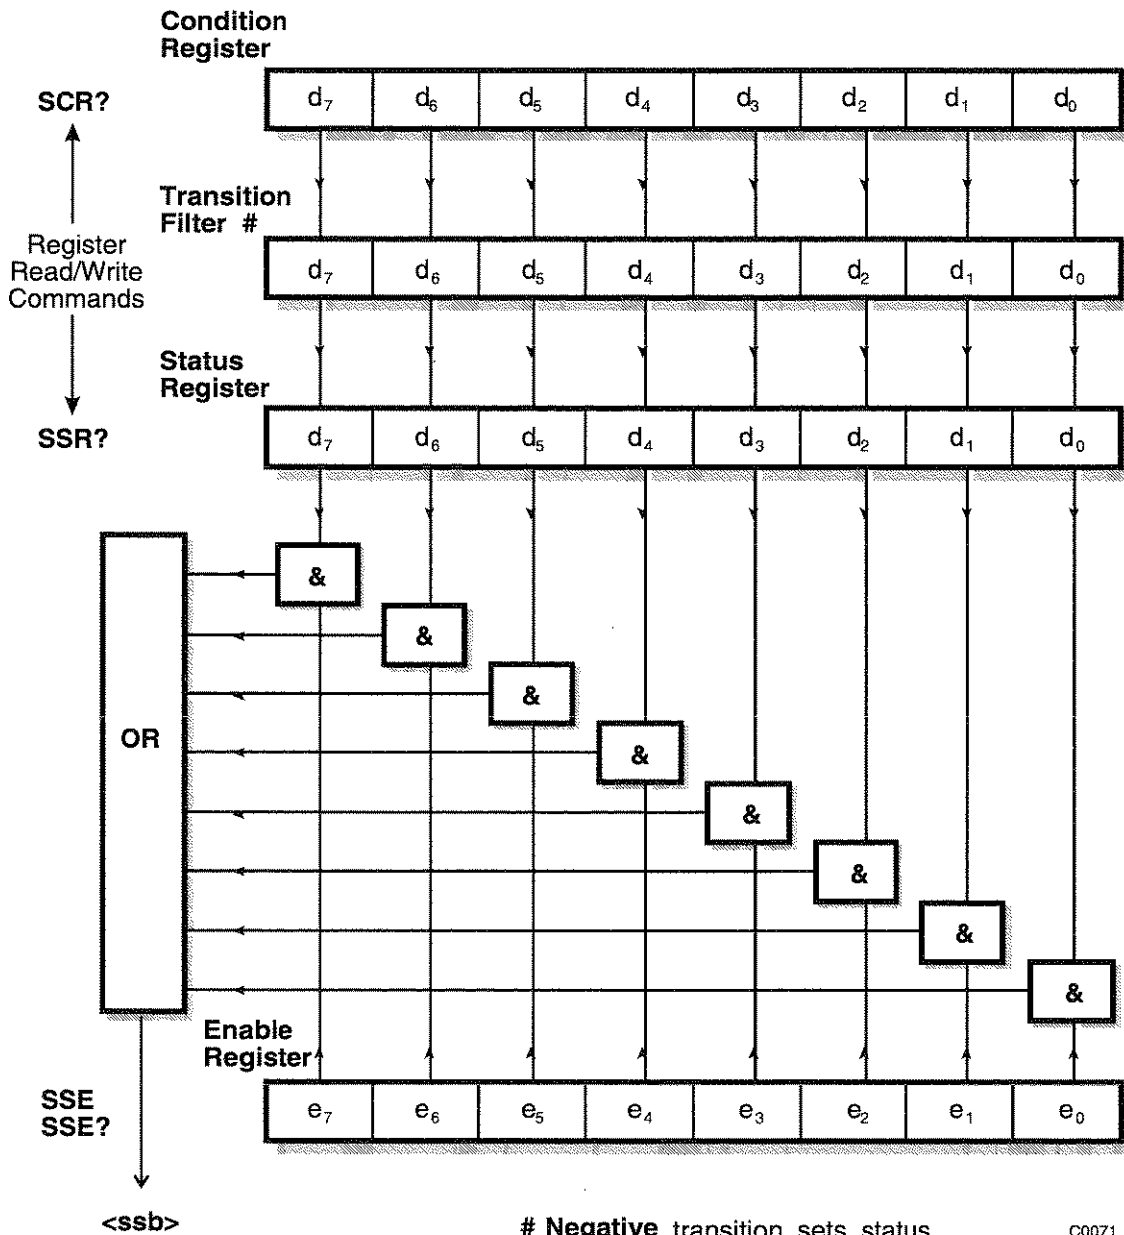 Condition
Register
SCR?
d7 d6 d5 d4 d3 d2 d1 d0
Transition
Filter #
Register
Read/Write
Commands
d7 d6 d5 d4 d3 d2 d1 d0
Status
Register
SSR?
d7 d6 d5 d4 d3 d2 d1 d0
&
&
&
OR
&
&
&
&
&
Enable
Register
SSE
SSE?
e7 e6 e5 e4 e3 e2 e1 e0
<ssb>
# Negative transition sets status
C0071